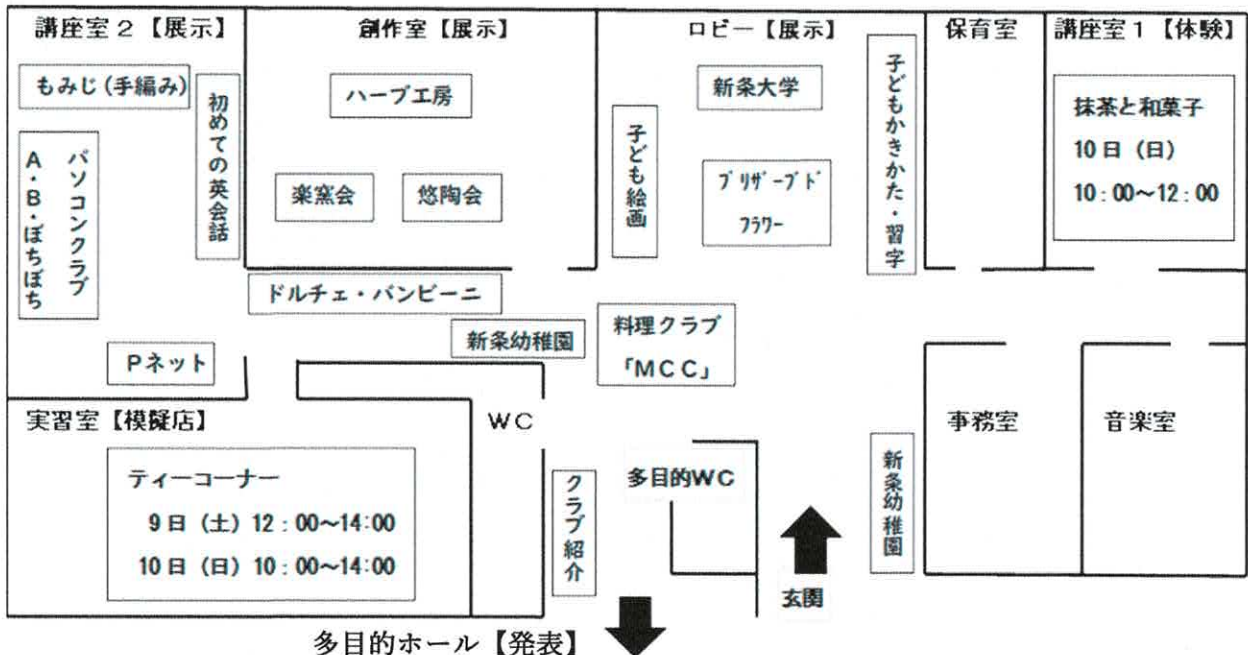 講座室２【展示】
もみじ(手編み)
初めての英会話
パソコンクラブ
A・B・ぼちぼち
Pネット
創作室【展示】
ハーブ工房
楽窯会
悠陶会
ドルチェ・バンビーニ
新条幼稚園
ロビー【展示】
新条大学
子ども絵画
プリザーブド
フラワー
子どもかきかた・習字
料理クラブ
「MCC」
保育室
講座室１【体験】
抹茶と和菓子
10日（日）
10：00～12：00
実習室【模擬店】
ティーコーナー
9日（土）12：00～14:00
10日（日）10：00～14:00
WC
クラブ紹介
多目的WC
玄関
新条幼稚園
事務室
音楽室
多目的ホール【発表】